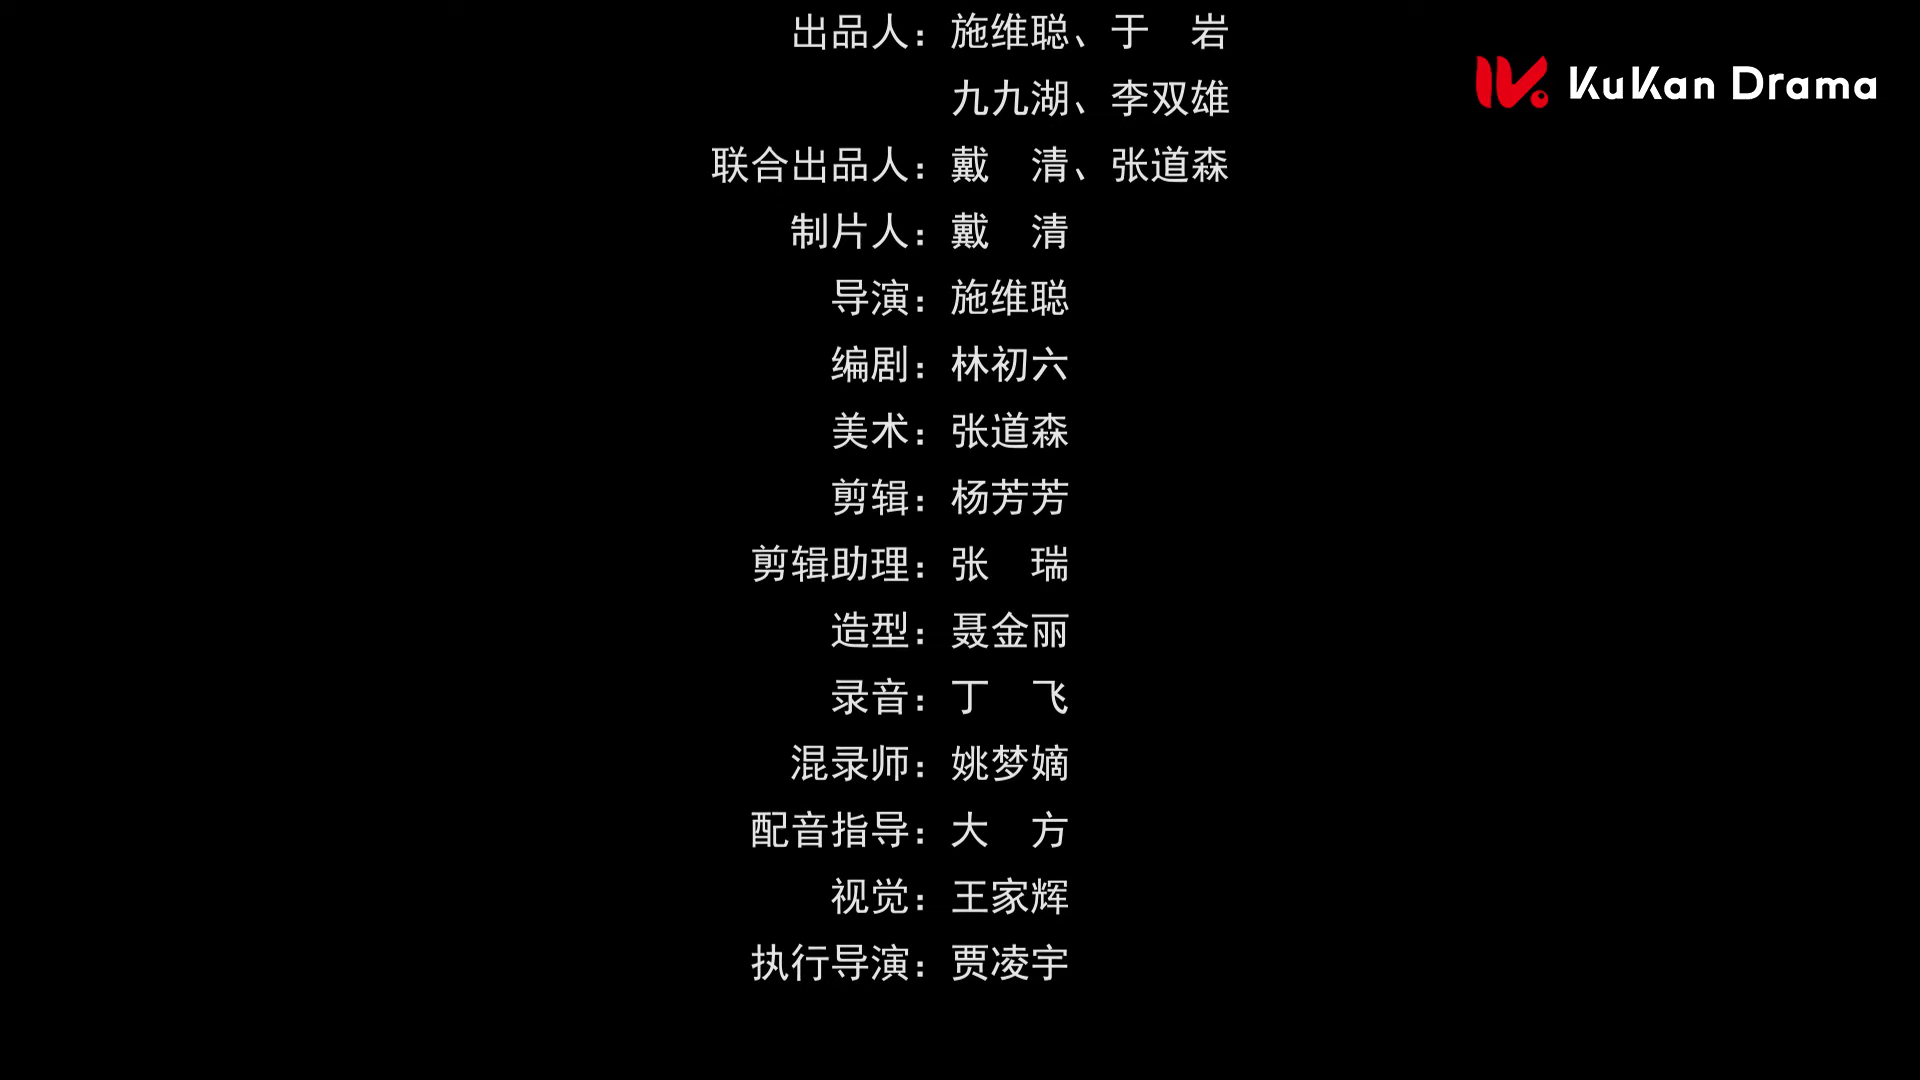 出品人：施维聪、于　岩
KuKan Drama
九九湖、李双雄
联合出品人：戴　清、张道森
制片人：戴　清
导演：施维聪
编剧：林初六
美术：张道森
剪辑：杨芳芳
剪辑助理：张　瑞
造型：聂金丽
录音：丁　飞
混录师：姚梦嫡
配音指导：大　方
视觉：王家辉
执行导演：贾凌宇